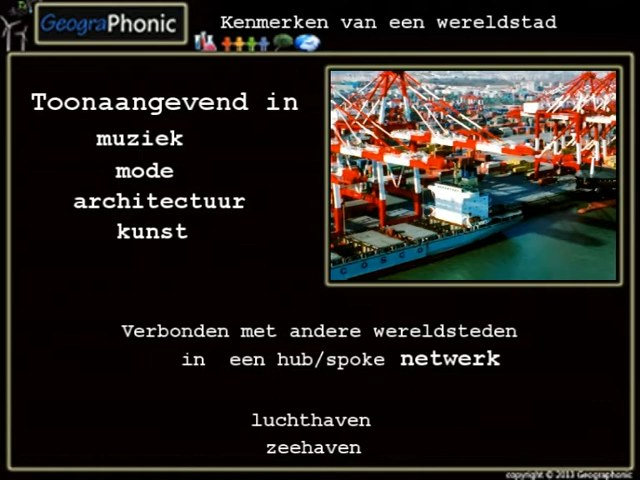 GeograPhonic
Kenmerken van een wereldstad
Toonaangevend in
muziek
mode
architectuur
kunst
COSCO
Verbonden met andere wereldsteden
in een hub/spoke netwerk
luchthaven
zeehaven
copyright © 2013 Geographonic